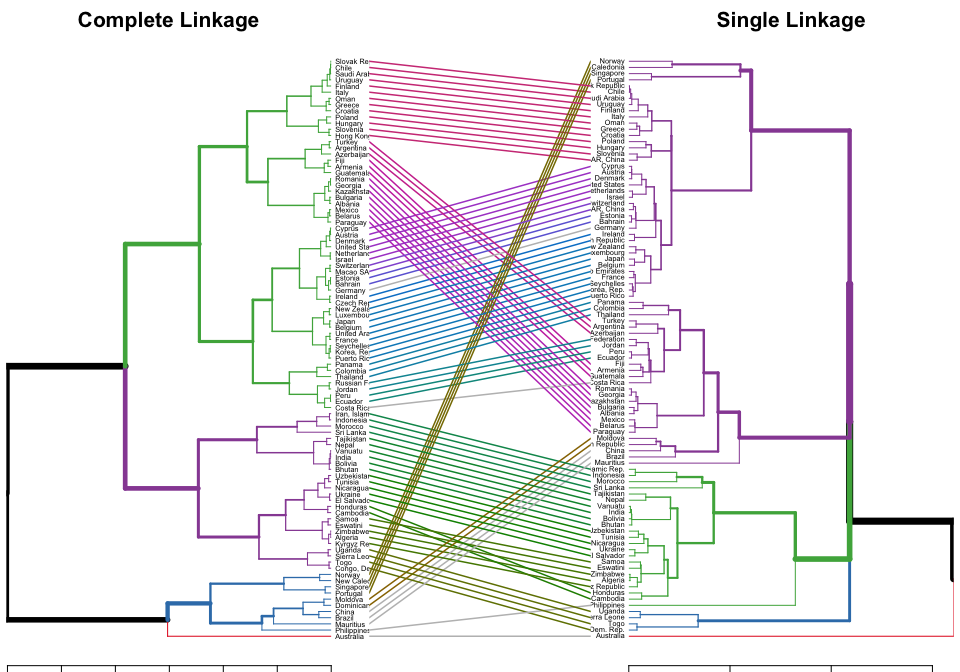 Complete Linkage
Single Linkage
Slovak Re
Chile
Saudi Aral
Uruguay
Finland
Italy
Oman
Greece
Croatia
Poland
Hungary
Slovenia
Hong Kon
Turkey
Argentina
Azerbaijan
Fiji
Armenia
Guatemal
Romania
Georgia
Kazakhsta
Bulgaria
Albania
Mexico
Belarus
Paraguay
Cyprus
Austria
Denmark
United Sta
Netherlanc
Israel
Switzerlan
Macao SA
Estonia
Bahrain
Germany
Ireland
Czech Rep
New Zeala
Luxembou
Japan
Belgium
United Ara
France
Seychelles
Korea, Re
Puerto Ric
Panama
Colombia
Thailand
Russian F
Jordan
Peru
Ecuador
Costa Rica
Iran, Islam
Indonesia
Morocco
Sri Lanka
Tajikistan
Nepal
Vanuatu
India
Bolivia
Bhutan
Uzbekistan
Tunisia
Nicaragua
Ukraine
El Salvado
Honduras
Cambodia
Samoa
Eswatini
Zimbabwe
Algeria
Kyrgyz Re
Uganda
Sierra Leo
Togo
Congo, De
Norway
New Calec
Singapore
Portugal
Moldova
Dominican
China
Brazil
Mauritius
Philippines
Australia
Norway
Caledonia
Singapore
Portugal
k Republic
Chile
udi Arabia
Uruguay
Finland
Italy
Oman
Greece
Croatia
Poland
Hungary
Slovenia
AR, China
Cyprus
Austria
Denmark
ted States
etherlands
Israel
witzerland
AR, China
Estonia
Bahrain
Germany
Ireland
h Republic
w Zealand
xembourg
Japan
Belgium
b Emirates
France
Seychelles
orea, Rep.
uerto Rico
Panama
Colombia
Thailand
Turkey
Argentina
Azerbaijan
Federation
Jordan
Peru
Ecuador
Fiji
Armenia
Guatemala
Costa Rica
Romania
Georgia
azakhstan
Bulgaria
Albania
Mexico
Belarus
Paraguay
Moldova
n Republic
China
Brazil
Mauritius
amic Rep.
Indonesia
Morocco
Sri Lanka
Tajikistan
Nepal
Vanuatu
India
Bolivia
Bhutan
Uzbekistan
Tunisia
Nicaragua
Ukraine
l Salvador
Samoa
Eswatini
Zimbabwe
Algeria
z Republic
Honduras
Cambodia
Philippines
Uganda
rra Leone
Togo
Dem. Rep.
Australia